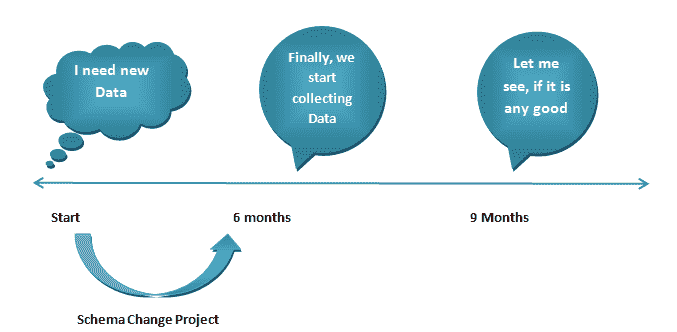 I need new
Data
Finally, we
start
collecting
Data
Let me
see, if it is
any good
Start
6 months
9 Months
Schema Change Project